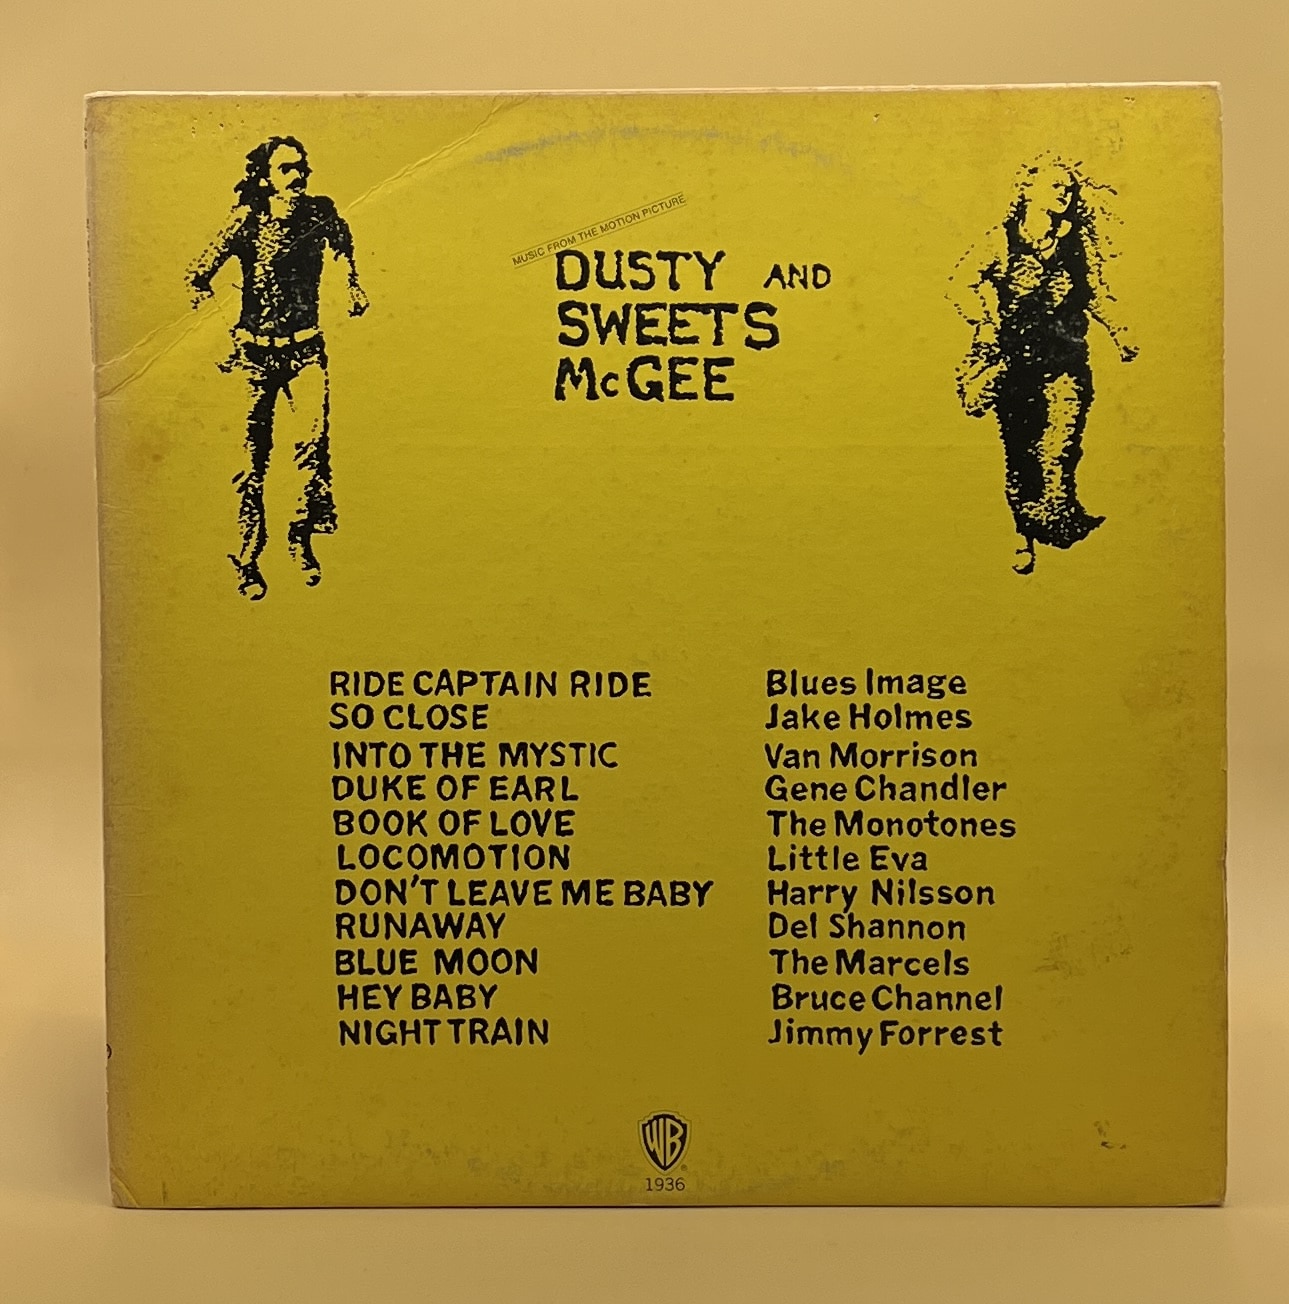 MUSIC FROM THE MOTION PICTURE
DUSTY AND
SWEETS
McGEE
RIDE CAPTAIN RIDE Blues Image
SO CLOSE Jake Holmes
INTO THE MYSTIC Van Morrison
DUKE OF EARL Gene Chandler
BOOK OF LOVE The Monotones
LOCOMOTION Little Eva
DON'T LEAVE ME BABY Harry Nilsson
RUNAWAY Del Shannon
BLUE MOON The Marcels
HEY BABY Bruce Channel
NIGHT TRAIN Jimmy Forrest
WB
1936